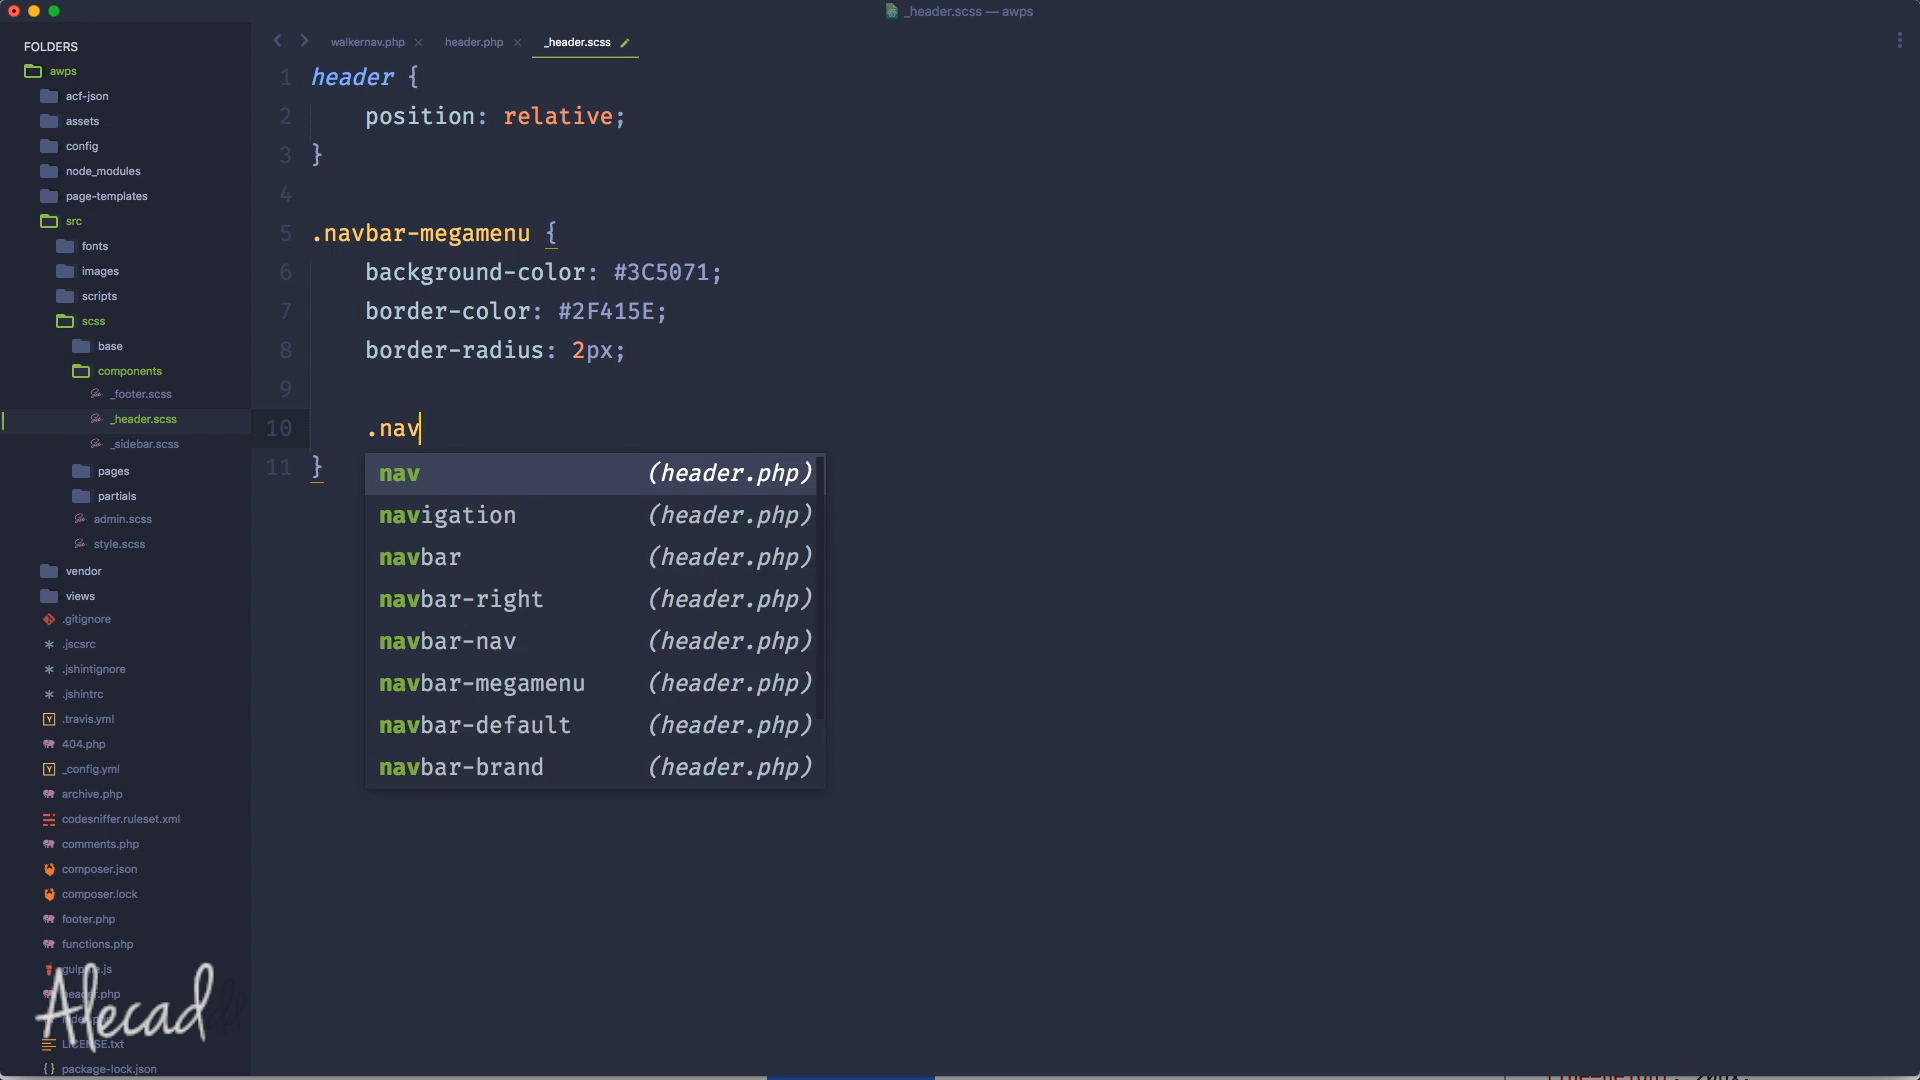 _header.scss — awps
FOLDERS
awps
acf-json
assets
config
node_modules
page-templates
src
fonts
images
scripts
scss
base
components
_footer.scss
_header.scss
_sidebar.scss
pages
partials
admin.scss
style.scss
vendor
views
.gitignore
.jscsrc
.jshintignore
.jshintrc
.travis.yml
404.php
_config.yml
archive.php
codesniffer.ruleset.xml
comments.php
composer.json
composer.lock
footer.php
functions.php
header.php
LICENSE.txt
package-lock.json
Alecad
walkernav.php
header.php
_header.scss
1 header {
2 position: relative;
3 }
4
5 .navbar-megamenu {
6 background-color: #3C5071;
7 border-color: #2F415E;
8 border-radius: 2px;
9
10 .nav
11 }
nav (header.php)
navigation (header.php)
navbar (header.php)
navbar-right (header.php)
navbar-nav (header.php)
navbar-megamenu (header.php)
navbar-default (header.php)
navbar-brand (header.php)